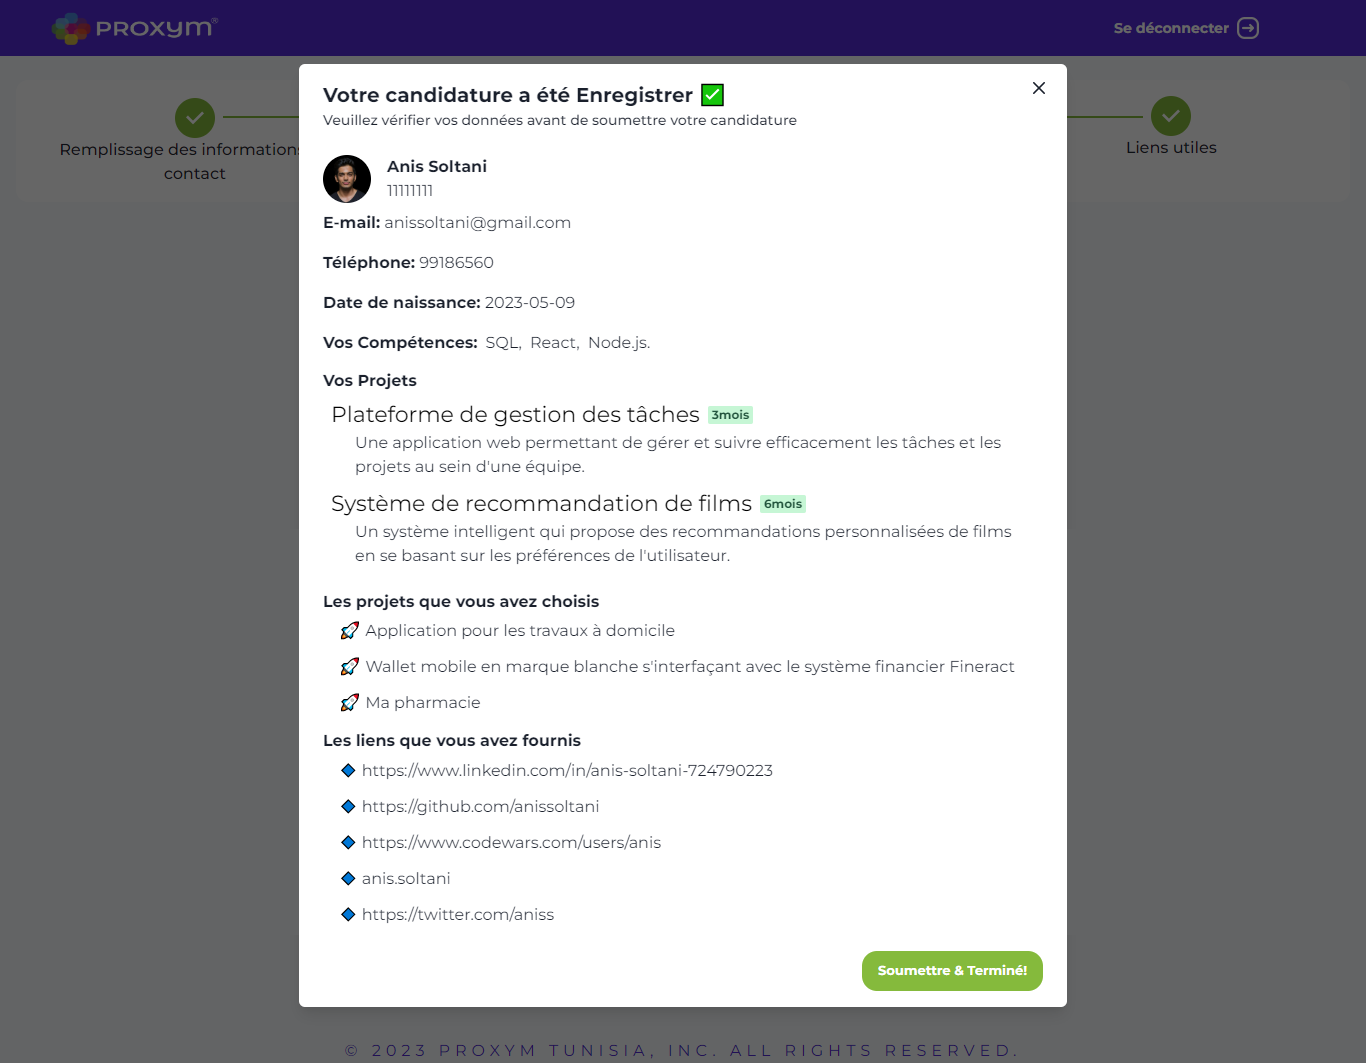 PROXYM®
Se déconnecter
Votre candidature a été Enregistrer ✅
Veuillez vérifier vos données avant de soumettre votre candidature
Remplissage des informations
contact
Liens utiles
Anis Soltani
11111111
E-mail: anissoltani@gmail.com
Téléphone: 99186560
Date de naissance: 2023-05-09
Vos Compétences: SQL, React, Node.js.
Vos Projets
Plateforme de gestion des tâches 3mois
Une application web permettant de gérer et suivre efficacement les tâches et les
projets au sein d'une équipe.
Système de recommandation de films 6mois
Un système intelligent qui propose des recommandations personnalisées de films
en se basant sur les préférences de l'utilisateur.
Les projets que vous avez choisis
🚀 Application pour les travaux à domicile
🚀 Wallet mobile en marque blanche s'interfaçant avec le système financier Fineract
🚀 Ma pharmacie
Les liens que vous avez fournis
🔹 https://www.linkedin.com/in/anis-soltani-724790223
🔹 https://github.com/anissoltani
🔹 https://www.codewars.com/users/anis
🔹 anis.soltani
🔹 https://twitter.com/aniss
Soumettre & Terminé!
© 2023 PROXYM TUNISIA, INC. ALL RIGHTS RESERVED.